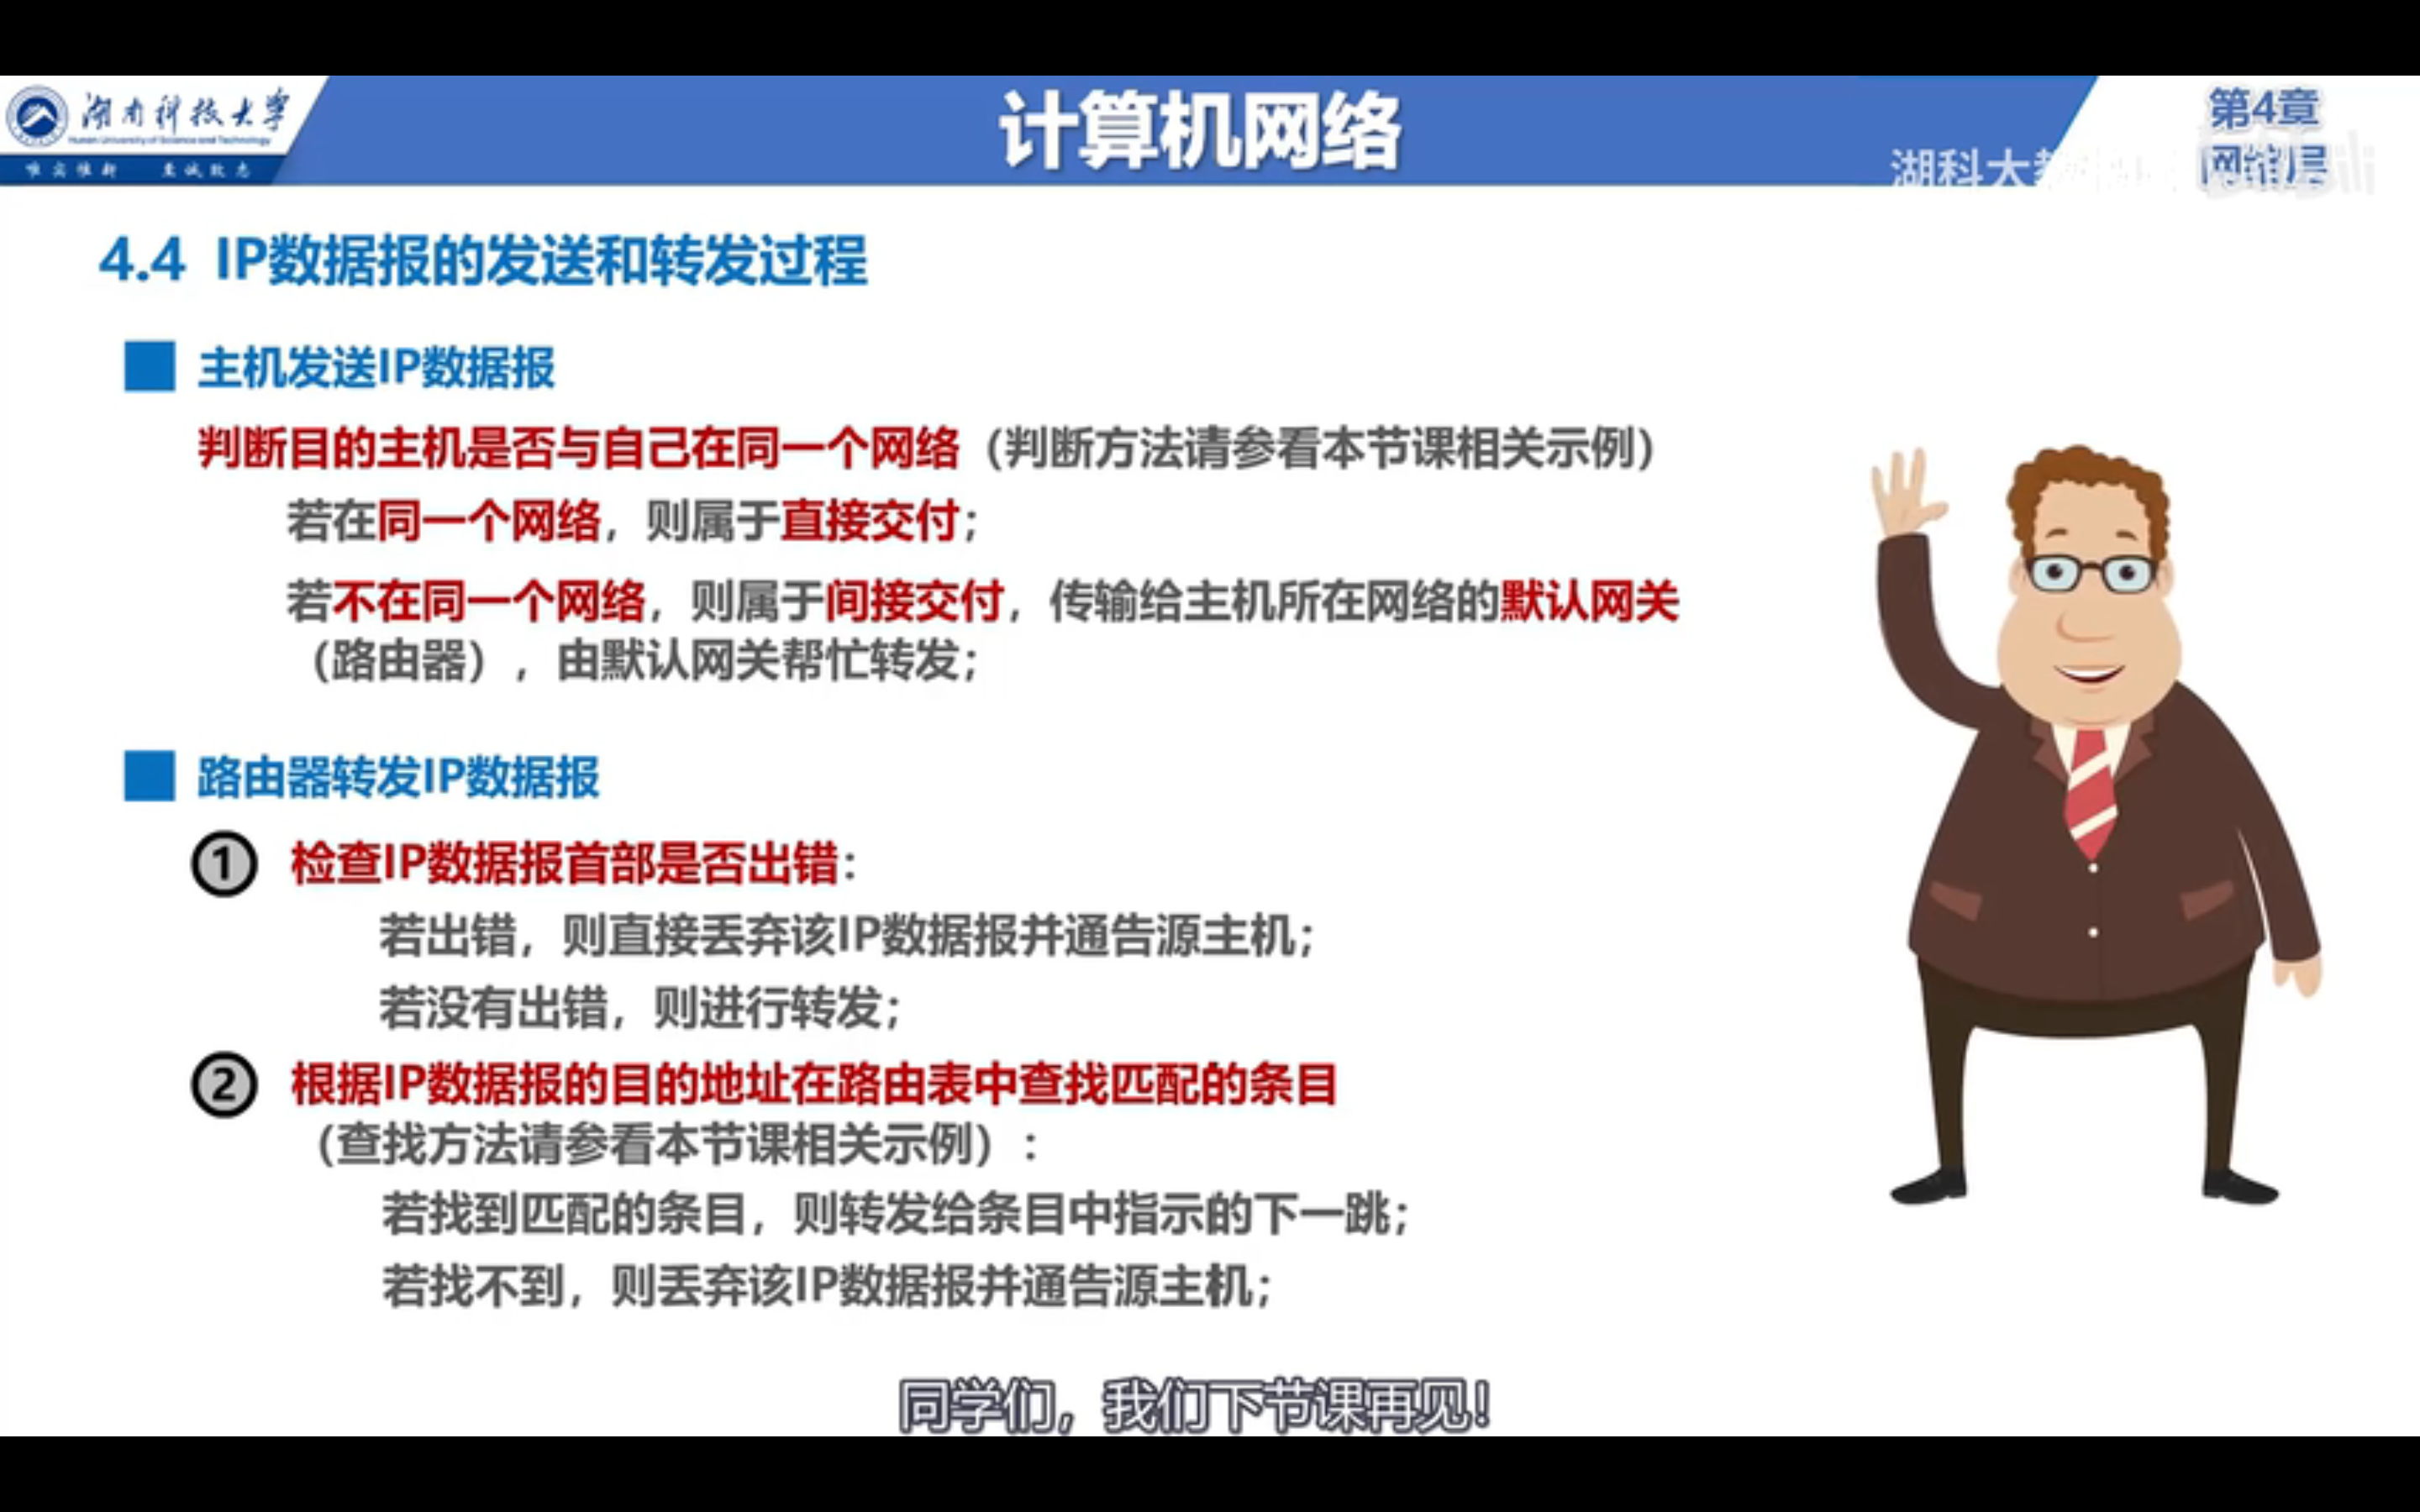 湖南科技大学
Hunan University of Science and Technology
唯实惟新 至诚致志
计算机网络
第4章
网络层
湖科大教
4.4 IP数据报的发送和转发过程
主机发送IP数据报
判断目的主机是否与自己在同一个网络（判断方法请参看本节课相关示例）
若在同一个网络，则属于直接交付；
若不在同一个网络，则属于间接交付，传输给主机所在网络的默认网关
（路由器），由默认网关帮忙转发；
路由器转发IP数据报
① 检查IP数据报首部是否出错：
若出错，则直接丢弃该IP数据报并通告源主机；
若没有出错，则进行转发；
② 根据IP数据报的目的地址在路由表中查找匹配的条目
（查找方法请参看本节课相关示例）：
若找到匹配的条目，则转发给条目中指示的下一跳；
若找不到，则丢弃该IP数据报并通告源主机；
同学们，我们下节课再见！